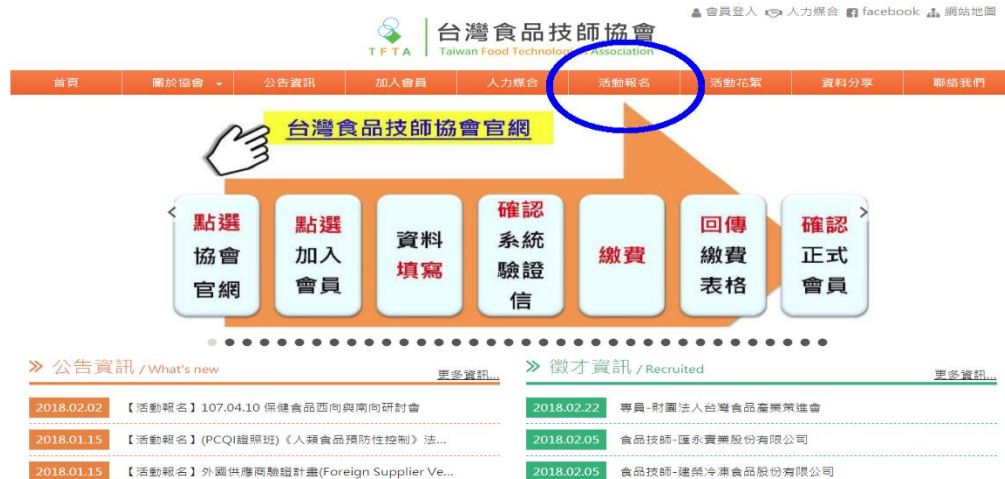 會員登入 人力媒合 facebook 網站地圖
台灣食品技師協會
TFTA Taiwan Food Technologist Association
首頁 關於協會 公告資訊 加入會員 人力媒合 活動報名 活動花絮 資料分享 聯絡我們
台灣食品技師協會官網
點選
協會
官網
點選
加入
會員
資料
填寫
確認
系統
驗證
信
繳費
回傳
繳費
表格
確認
正式
會員
公告資訊 / What's new
更多資訊...
2018.02.02 【活動報名】107.04.10 保健食品西向與南向研討會
2018.01.15 【活動報名】(PCQI證照班)《人類食品預防性控制》法...
2018.01.15 【活動報名】外國供應商驗證計畫(Foreign Supplier Ve...
徵才資訊 / Recruited
更多資訊...
2018.02.22 專員-財團法人台灣食品產業策進會
2018.02.05 食品技師-匯永實業股份有限公司
2018.02.05 食品技師-建榮冷凍食品股份有限公司